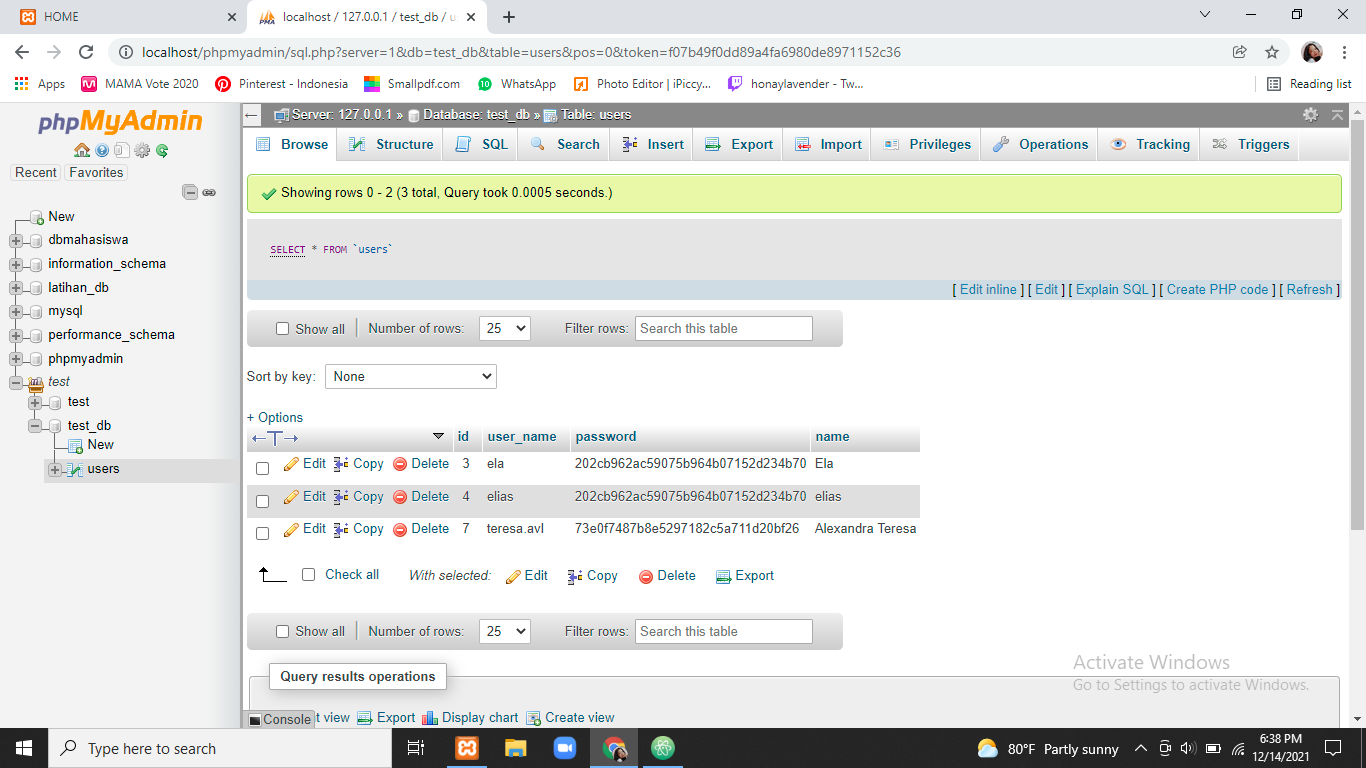 HOME
localhost / 127.0.0.1 / test_db / u
localhost/phpmyadmin/sql.php?server=1&db=test_db&table=users&pos=0&token=f07b49f0dd89a4fa6980de8971152c36
Apps MAMA Vote 2020 Pinterest - Indonesia Smallpdf.com WhatsApp Photo Editor | iPiccy... honaylavender - Tw... Reading list
phpMyAdmin
Recent Favorites
New
dbmahasiswa
information_schema
latihan_db
mysql
performance_schema
phpmyadmin
test
test
test_db
New
users
Server: 127.0.0.1 » Database: test_db » Table: users
Browse Structure SQL Search Insert Export Import Privileges Operations Tracking Triggers
Showing rows 0 - 2 (3 total, Query took 0.0005 seconds.)
SELECT * FROM `users`
[ Edit inline ] [ Edit ] [ Explain SQL ] [ Create PHP code ] [ Refresh ]
Show all Number of rows: 25 Filter rows: Search this table
Sort by key: None
+ Options
id user_name password name
Edit Copy Delete 3 ela 202cb962ac59075b964b07152d234b70 Ela
Edit Copy Delete 4 elias 202cb962ac59075b964b07152d234b70 elias
Edit Copy Delete 7 teresa.avl 73e0f7487b8e5297182c5a711d20bf26 Alexandra Teresa
Check all With selected: Edit Copy Delete Export
Show all Number of rows: 25 Filter rows: Search this table
Query results operations
Console t view Export Display chart Create view
Activate Windows
Go to Settings to activate Windows.
Type here to search
80°F Partly sunny
6:38 PM
12/14/2021